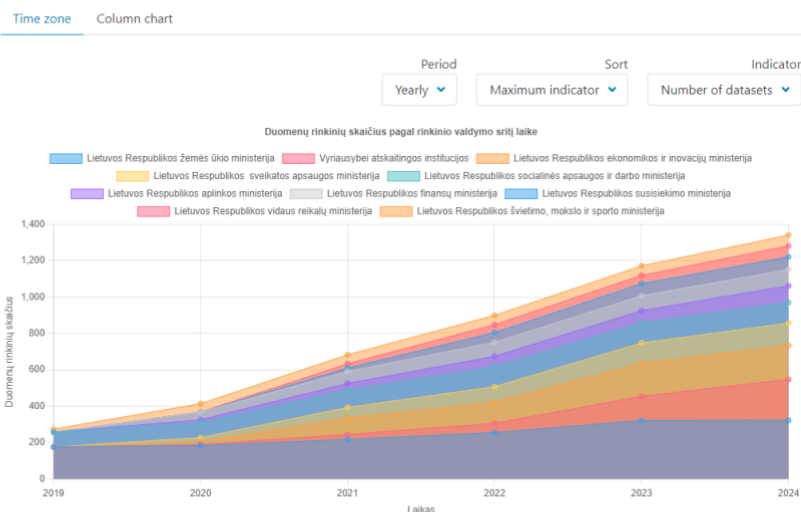 Time zone Column chart
Period Sort Indicator
Yearly Maximum indicator Number of datasets
Duomenų rinkinių skaičius pagal rinkinio valdymo sritį laike
Lietuvos Respublikos žemės ūkio ministerija Vyriausybei atskaitingos institucijos Lietuvos Respublikos ekonomikos ir inovacijų ministerija
Lietuvos Respublikos sveikatos apsaugos ministerija Lietuvos Respublikos socialinės apsaugos ir darbo ministerija
Lietuvos Respublikos aplinkos ministerija Lietuvos Respublikos finansų ministerija Lietuvos Respublikos susisiekimo ministerija
Lietuvos Respublikos vidaus reikalų ministerija Lietuvos Respublikos švietimo, mokslo ir sporto ministerija
Duomenų rinkinių skaičius
1,400
1,200
1,000
800
600
400
200
0
2019 2020 2021 2022 2023 2024
Laikas